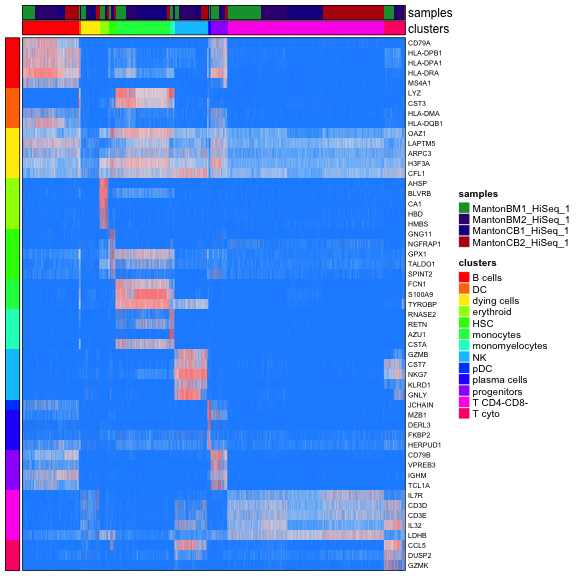 samples
clusters
CD79A
HLA-DPB1
HLA-DPA1
HLA-DRA
MS4A1
LYZ
CST3
HLA-DMA
HLA-DQB1
OAZ1
LAPTM5
ARPC3
H3F3A
CFL1
AHSP
BLVRB
CA1
HBD
HMBS
GNG11
NGFRAP1
GPX1
TALDO1
SPINT2
FCN1
S100A9
TYROBP
RNASE2
RETN
AZU1
CSTA
GZMB
CST7
NKG7
KLRD1
GNLY
JCHAIN
MZB1
DERL3
FKBP2
HERPUD1
CD79B
VPREB3
IGHM
TCL1A
IL7R
CD3D
CD3E
IL32
LDHB
CCL5
DUSP2
GZMK
samples
MantonBM1_HiSeq_1
MantonBM2_HiSeq_1
MantonCB1_HiSeq_1
MantonCB2_HiSeq_1
clusters
B cells
DC
dying cells
erythroid
HSC
monocytes
monomyelocytes
NK
pDC
plasma cells
progenitors
T CD4-CD8-
T cyto